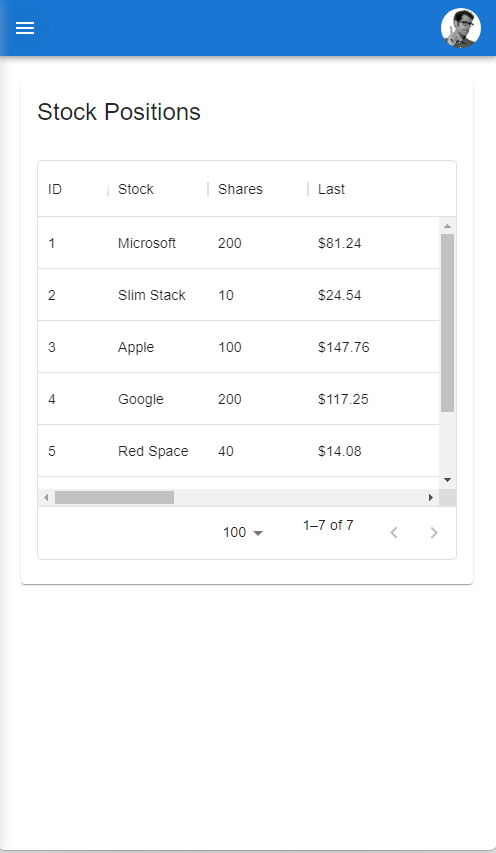 Stock Positions
ID Stock Shares Last
1 Microsoft 200 $81.24
2 Slim Stack 10 $24.54
3 Apple 100 $147.76
4 Google 200 $117.25
5 Red Space 40 $14.08
100 1–7 of 7